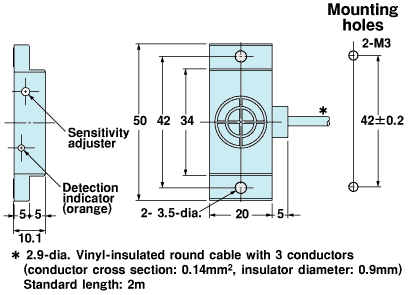 Mounting
holes
2-M3
Sensitivity
adjuster
50
42
34
*
42±0.2
Detection
indicator
(orange)
2- 3.5-dia.
5
5
20
5
10.1
* 2.9-dia. Vinyl-insulated round cable with 3 conductors
(conductor cross section: 0.14mm², insulator diameter: 0.9mm)
Standard length: 2m